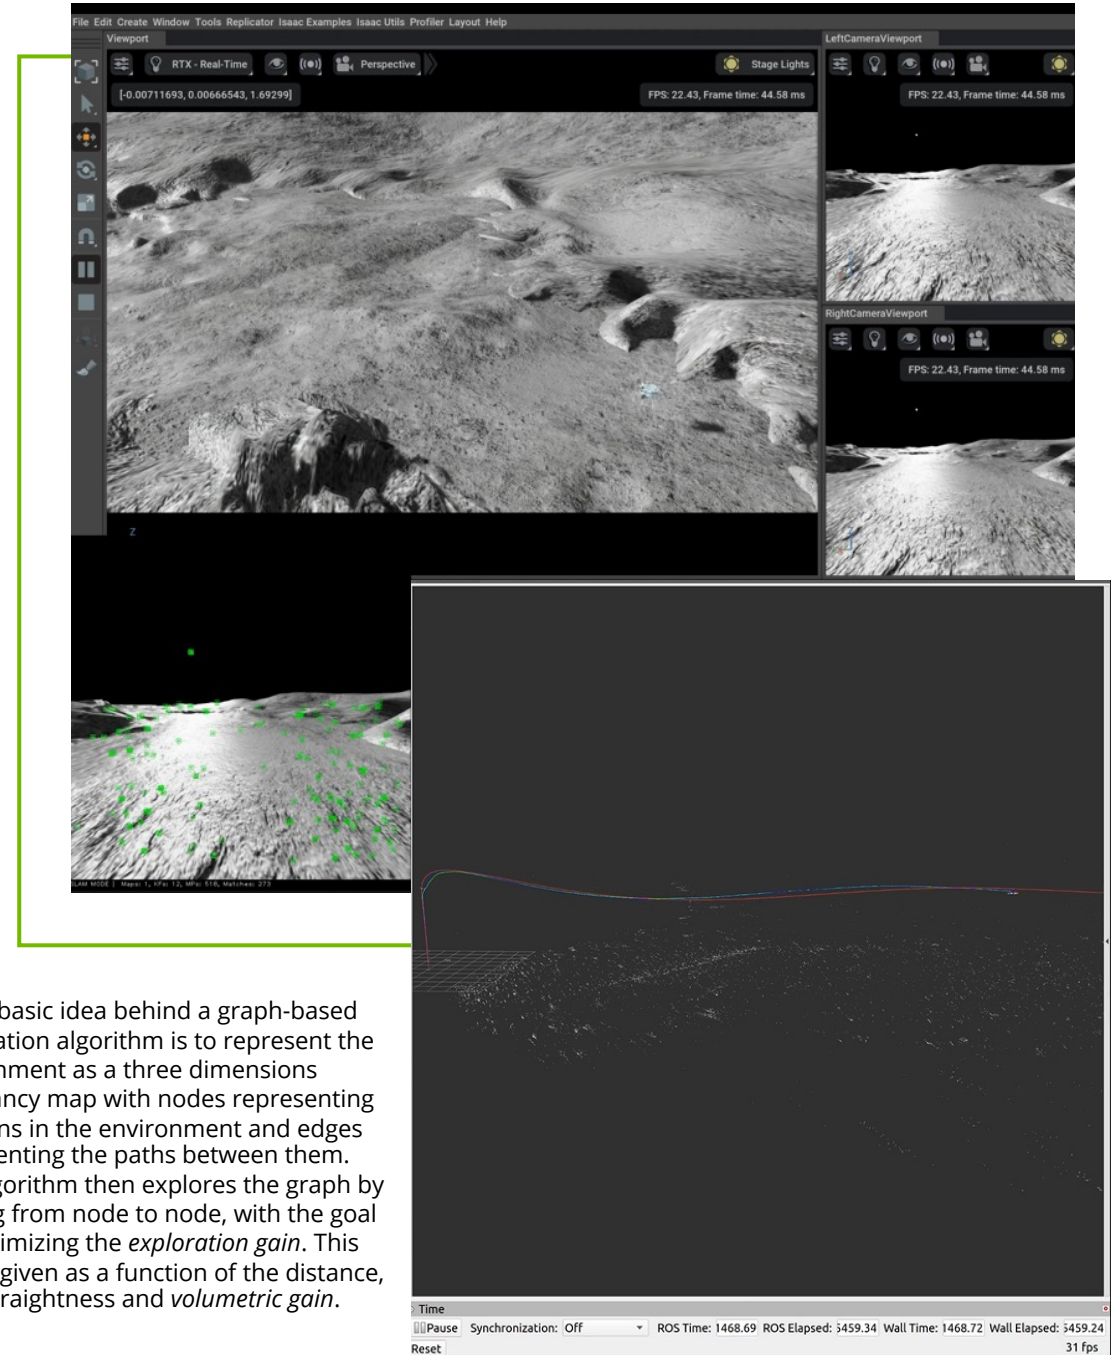 File Edit Create Window Tools Replicator Isaac Examples Isaac Utils Profiler Layout Help
Viewport
RTX - Real-Time
Perspective
Stage Lights
[-0.00711693, 0.00666543, 1.69299]
FPS: 22.43, Frame time: 44.58 ms
LeftCameraViewport
FPS: 22.43, Frame time: 44.58 ms
RightCameraViewport
FPS: 22.43, Frame time: 44.58 ms
Z
SLAM MODE | Maps: 1, KFs: 12, MPs: 516, Matches: 273
basic idea behind a graph-based
ation algorithm is to represent the
nment as a three dimensions
ancy map with nodes representing
ns in the environment and edges
enting the paths between them.
gorithm then explores the graph by
g from node to node, with the goal
ximizing the exploration gain. This
given as a function of the distance,
raightness and volumetric gain.
Time
Pause Synchronization: Off ROS Time: 1468.69 ROS Elapsed: 5459.34 Wall Time: 1468.72 Wall Elapsed: 5459.24
Reset 31 fps